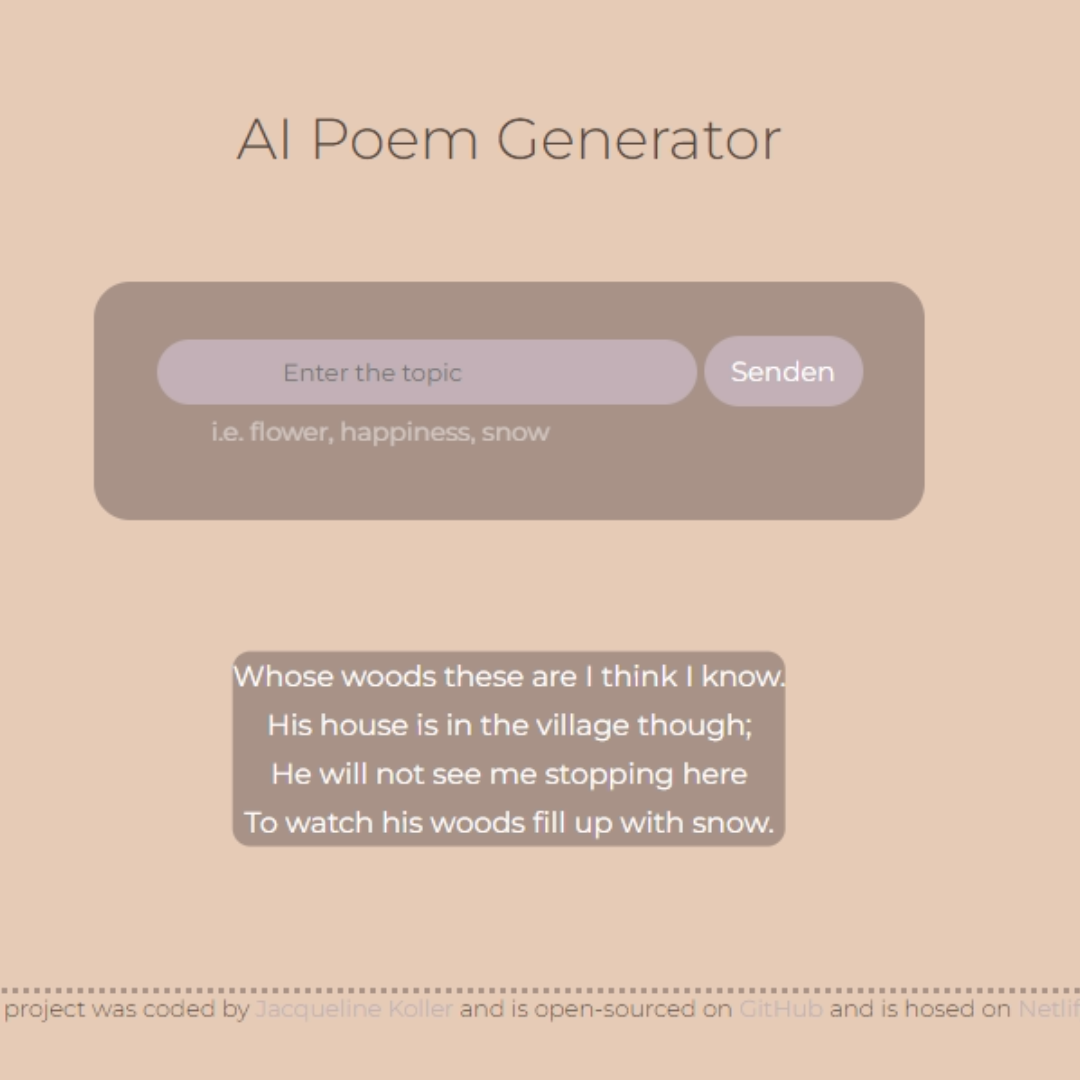 AI Poem Generator
Enter the topic
Senden
i.e. flower, happiness, snow
Whose woods these are I think I know.
His house is in the village though;
He will not see me stopping here
To watch his woods fill up with snow.
project was coded by Jacqueline Koller and is open-sourced on GitHub and is hosed on Netlif